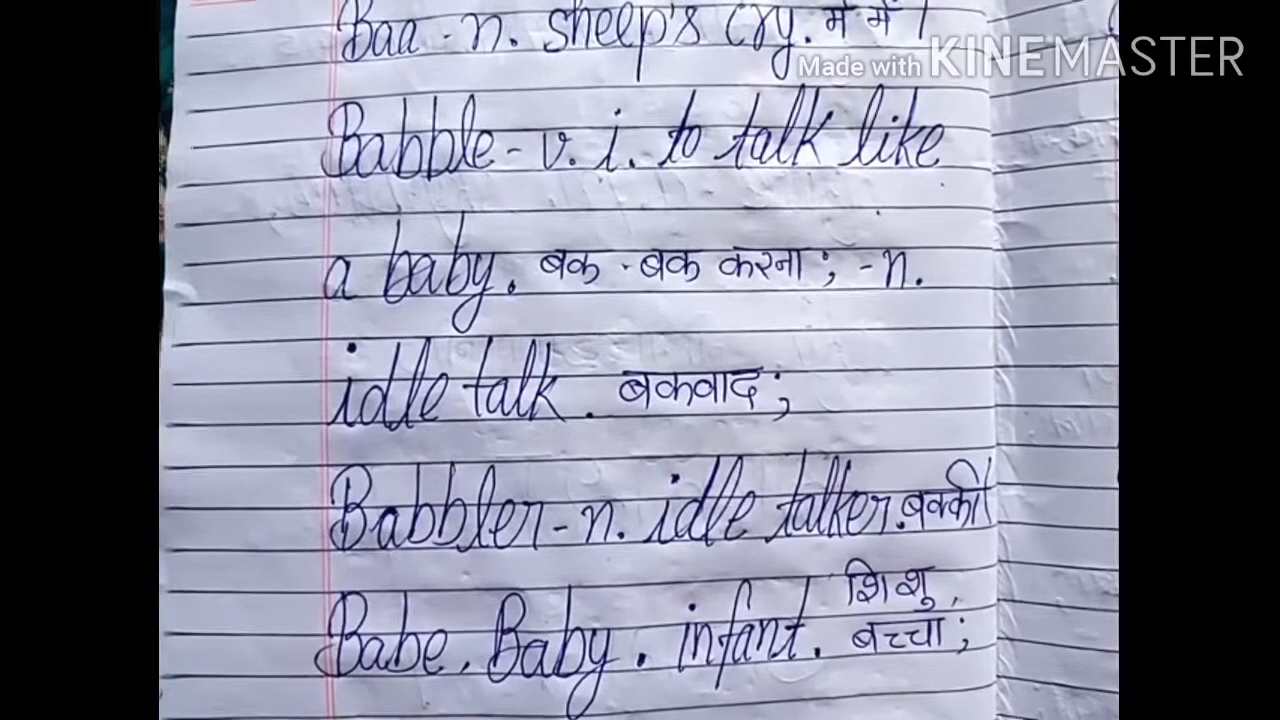 Baa - n. sheep's cry. में में।
Made with KINEMASTER
Babble - v. i. to talk like
a baby. बक - बक करना ; - n.
idle talk. बकवाद ;
Babbler - n. idle talker. बक्की।
शिशु,
Babe. Baby. infant. बच्चा ;